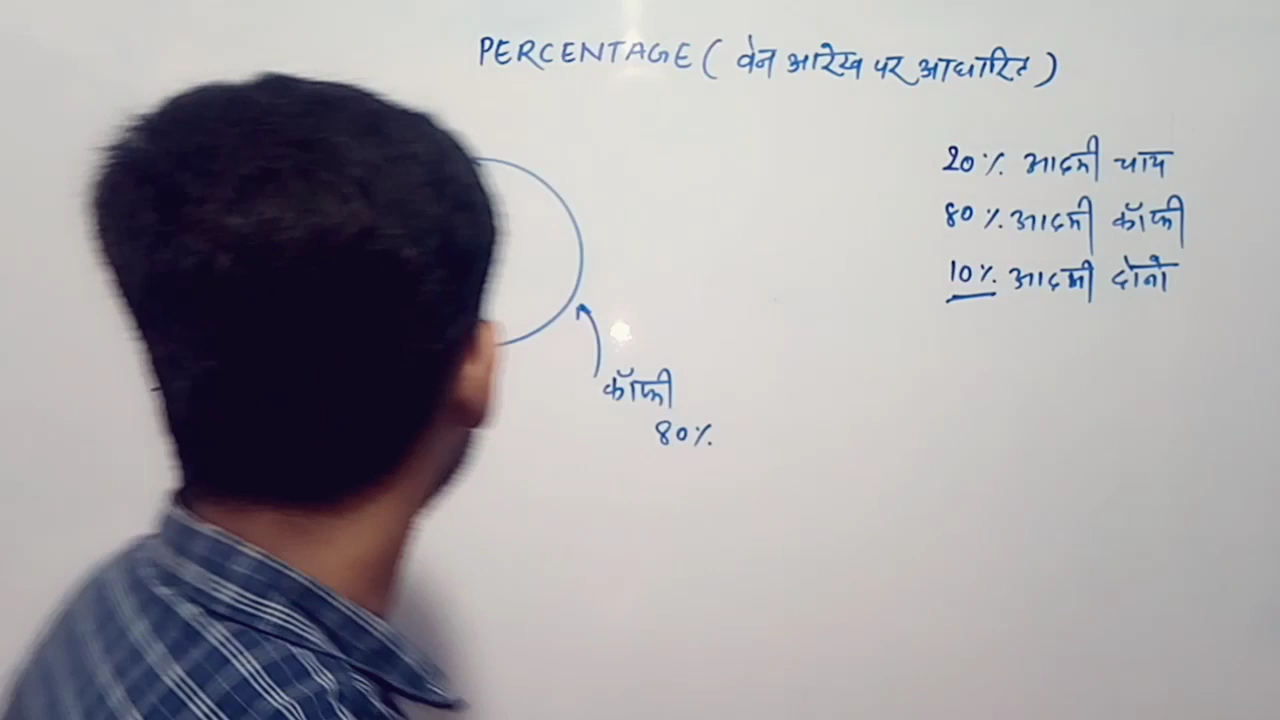 PERCENTAGE ( वेन आरेख पर आधारित )
20% आदमी चाय
80% आदमी कॉफी
10% आदमी दोनो
कॉफी
80%